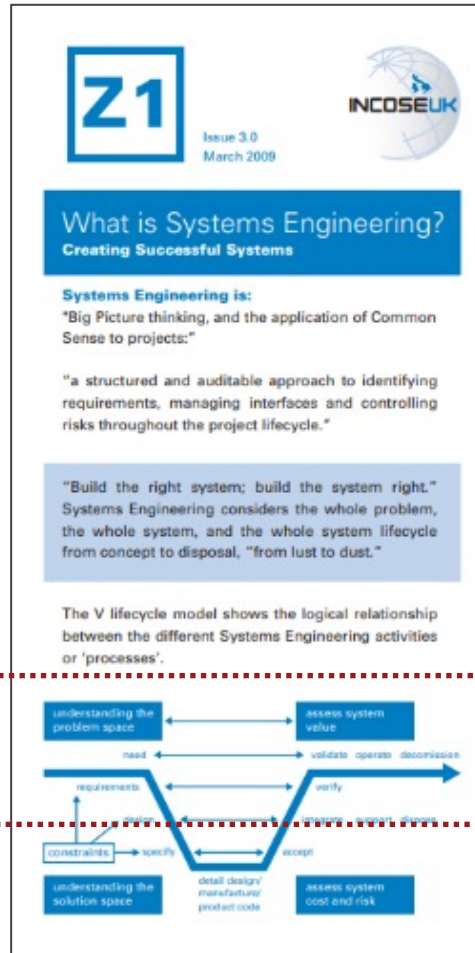 Z1
INCOSEUK
Issue 3.0
March 2009
What is Systems Engineering?
Creating Successful Systems
Systems Engineering is:
"Big Picture thinking, and the application of Common
Sense to projects:"
"a structured and auditable approach to identifying
requirements, managing interfaces and controlling
risks throughout the project lifecycle."
"Build the right system; build the system right."
Systems Engineering considers the whole problem,
the whole system, and the whole system lifecycle
from concept to disposal, "from lust to dust."
The V lifecycle model shows the logical relationship
between the different Systems Engineering activities
or 'processes'.
understanding the
problem space
assess system
value
need validate operate decomission
requirements verify
design integrate support dispose
constraints specify accept
understanding the
solution space
detail design/
manufacture/
product code
assess system
cost and risk